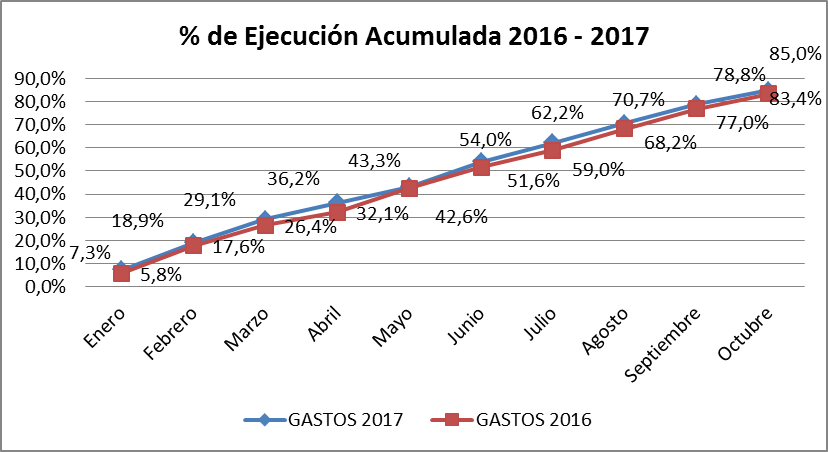 % de Ejecución Acumulada 2016 - 2017
90,0%
80,0%
70,0%
60,0%
50,0%
40,0%
30,0%
20,0%
10,0%
0,0%
7,3%
18,9%
29,1%
36,2%
43,3%
54,0%
62,2%
70,7%
78,8%
85,0%
5,8%
17,6%
26,4%
32,1%
42,6%
51,6%
59,0%
68,2%
77,0%
83,4%
Enero
Febrero
Marzo
Abril
Mayo
Junio
Julio
Agosto
Septiembre
Octubre
GASTOS 2017
GASTOS 2016